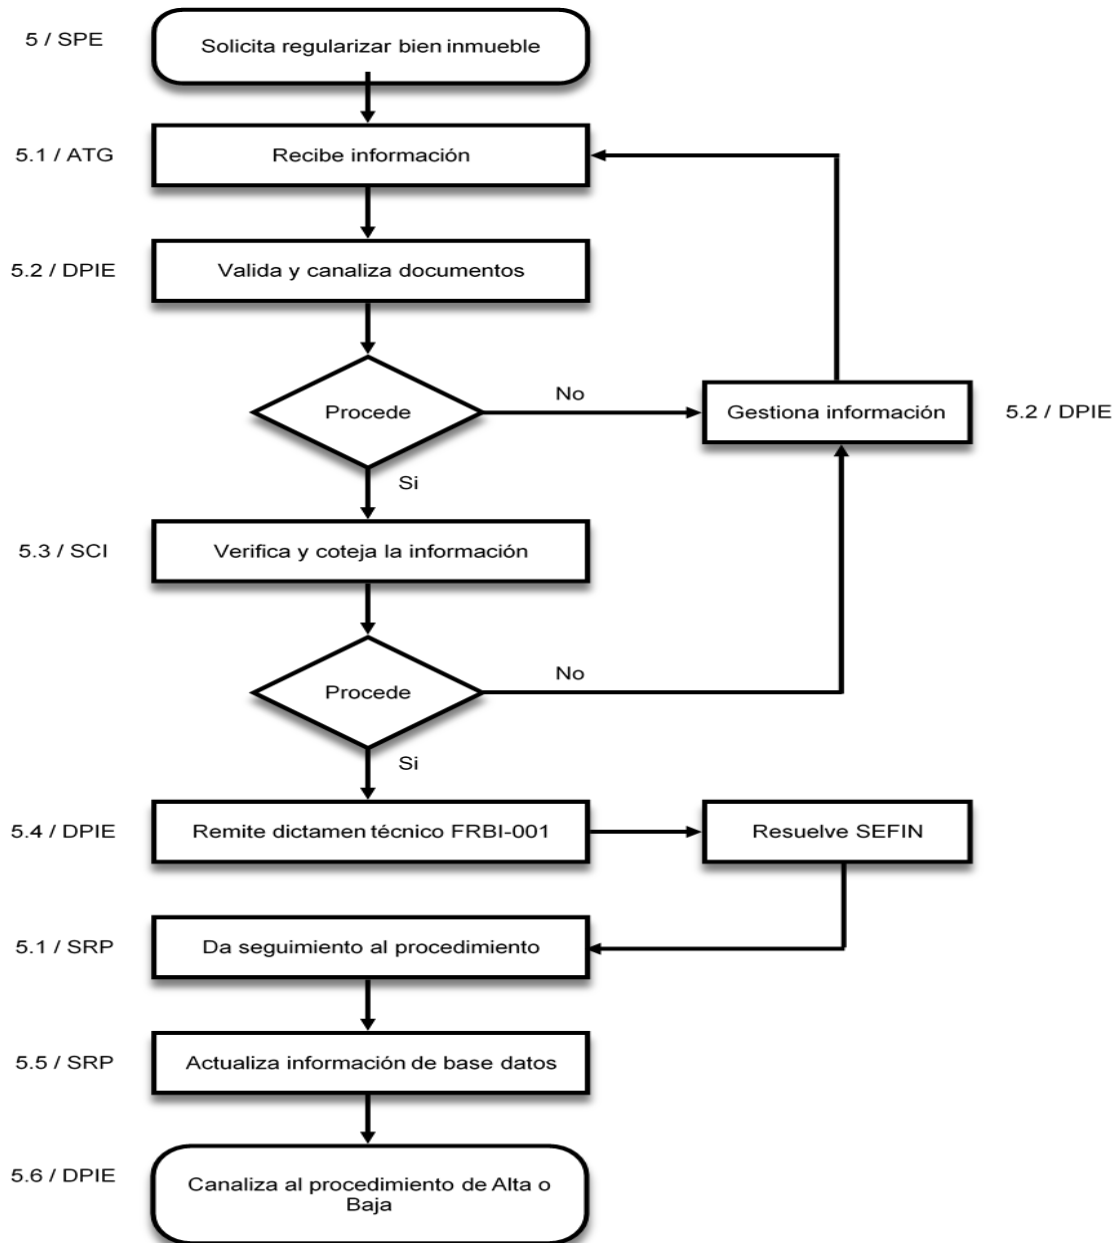 5 / SPE
Solicita regularizar bien inmueble
5.1 / ATG
Recibe información
5.2 / DPIE
Valida y canaliza documentos
Procede
No
Gestiona información
5.2 / DPIE
Si
5.3 / SCI
Verifica y coteja la información
Procede
No
Si
5.4 / DPIE
Remite dictamen técnico FRBI-001
Resuelve SEFIN
5.1 / SRP
Da seguimiento al procedimiento
5.5 / SRP
Actualiza información de base datos
5.6 / DPIE
Canaliza al procedimiento de Alta o
Baja